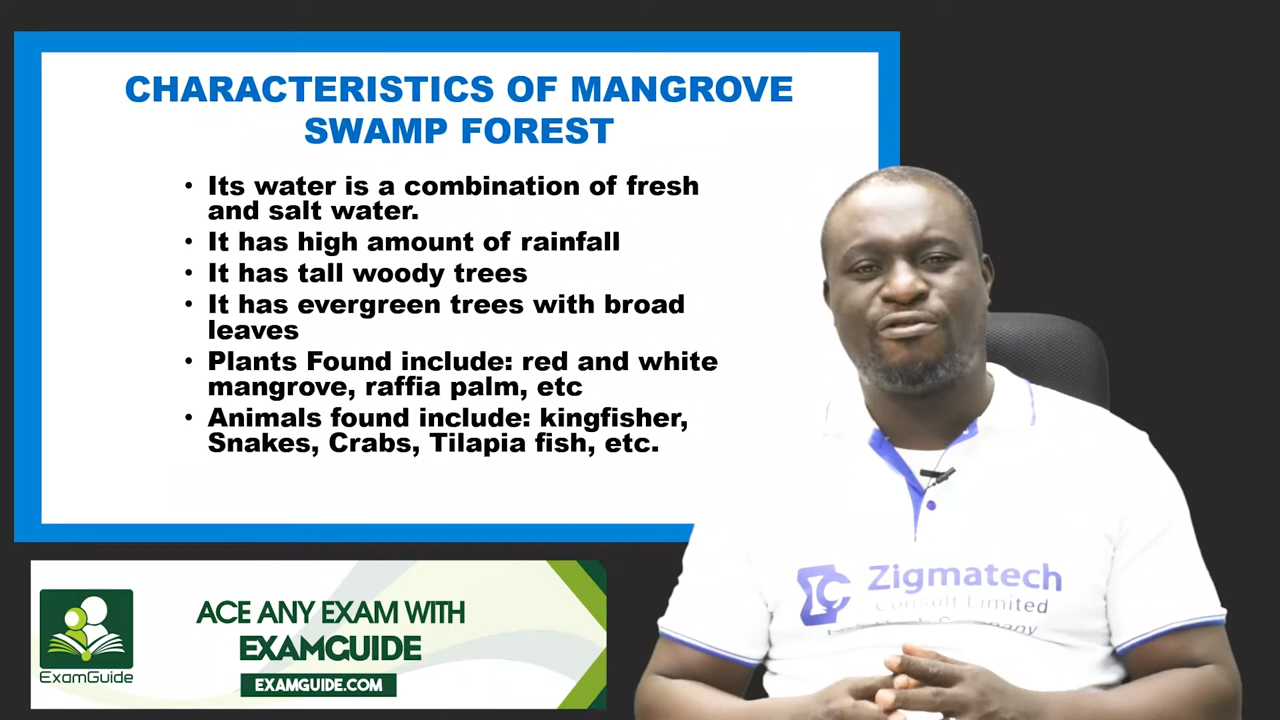 CHARACTERISTICS OF MANGROVE
SWAMP FOREST
• Its water is a combination of fresh
and salt water.
• It has high amount of rainfall
• It has tall woody trees
• It has evergreen trees with broad
leaves
• Plants Found include: red and white
mangrove, raffia palm, etc
• Animals found include: kingfisher,
Snakes, Crabs, Tilapia fish, etc.
ExamGuide
ACE ANY EXAM WITH
EXAMGUIDE
EXAMGUIDE.COM
Zigmatech
Consult Limited